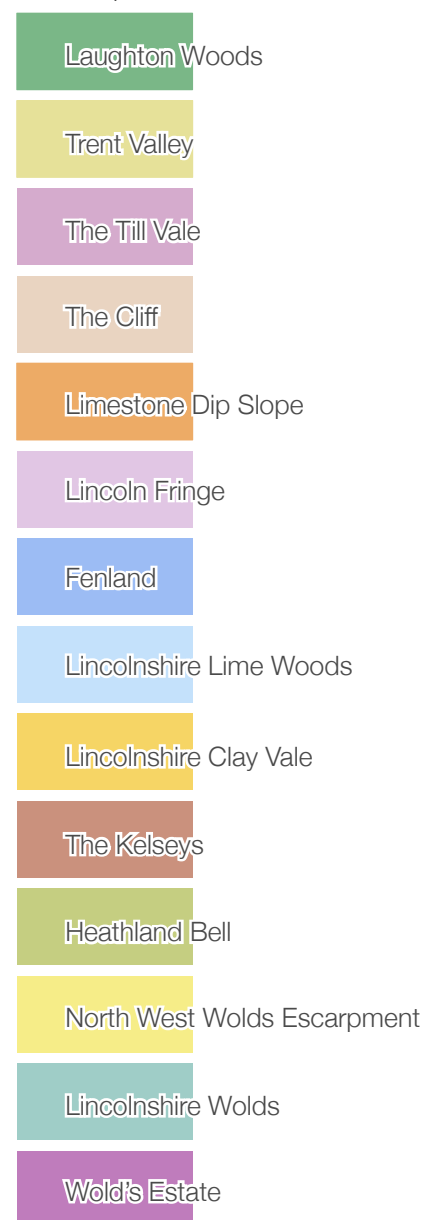 Laughton Woods
Trent Valley
The Till Vale
The Cliff
Limestone Dip Slope
Lincoln Fringe
Fenland
Lincolnshire Lime Woods
Lincolnshire Clay Vale
The Kelseys
Heathland Bell
North West Wolds Escarpment
Lincolnshire Wolds
Wold's Estate